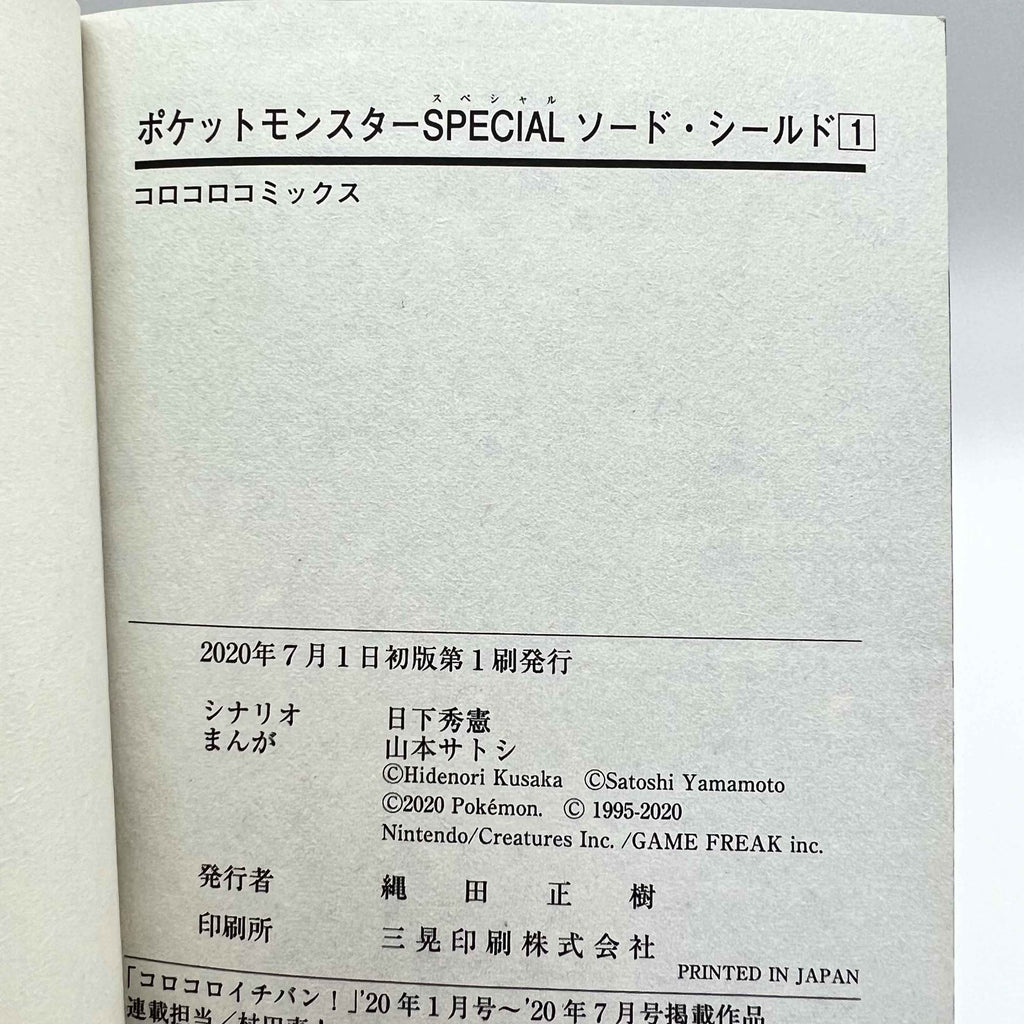 スペシャル
ポケットモンスターSPECIAL ソード・シールド1
コロコロコミックス
2020年7月1日初版第1刷発行
シナリオ 日下秀憲
まんが 山本サトシ
©Hidenori Kusaka ©Satoshi Yamamoto
©2020 Pokémon. © 1995-2020
Nintendo/Creatures Inc. /GAME FREAK inc.
発行者 縄田正樹
印刷所 三晃印刷株式会社
PRINTED IN JAPAN
「コロコロイチバン!」'20年1月号〜'20年7月号掲載作品
連載担当/村田